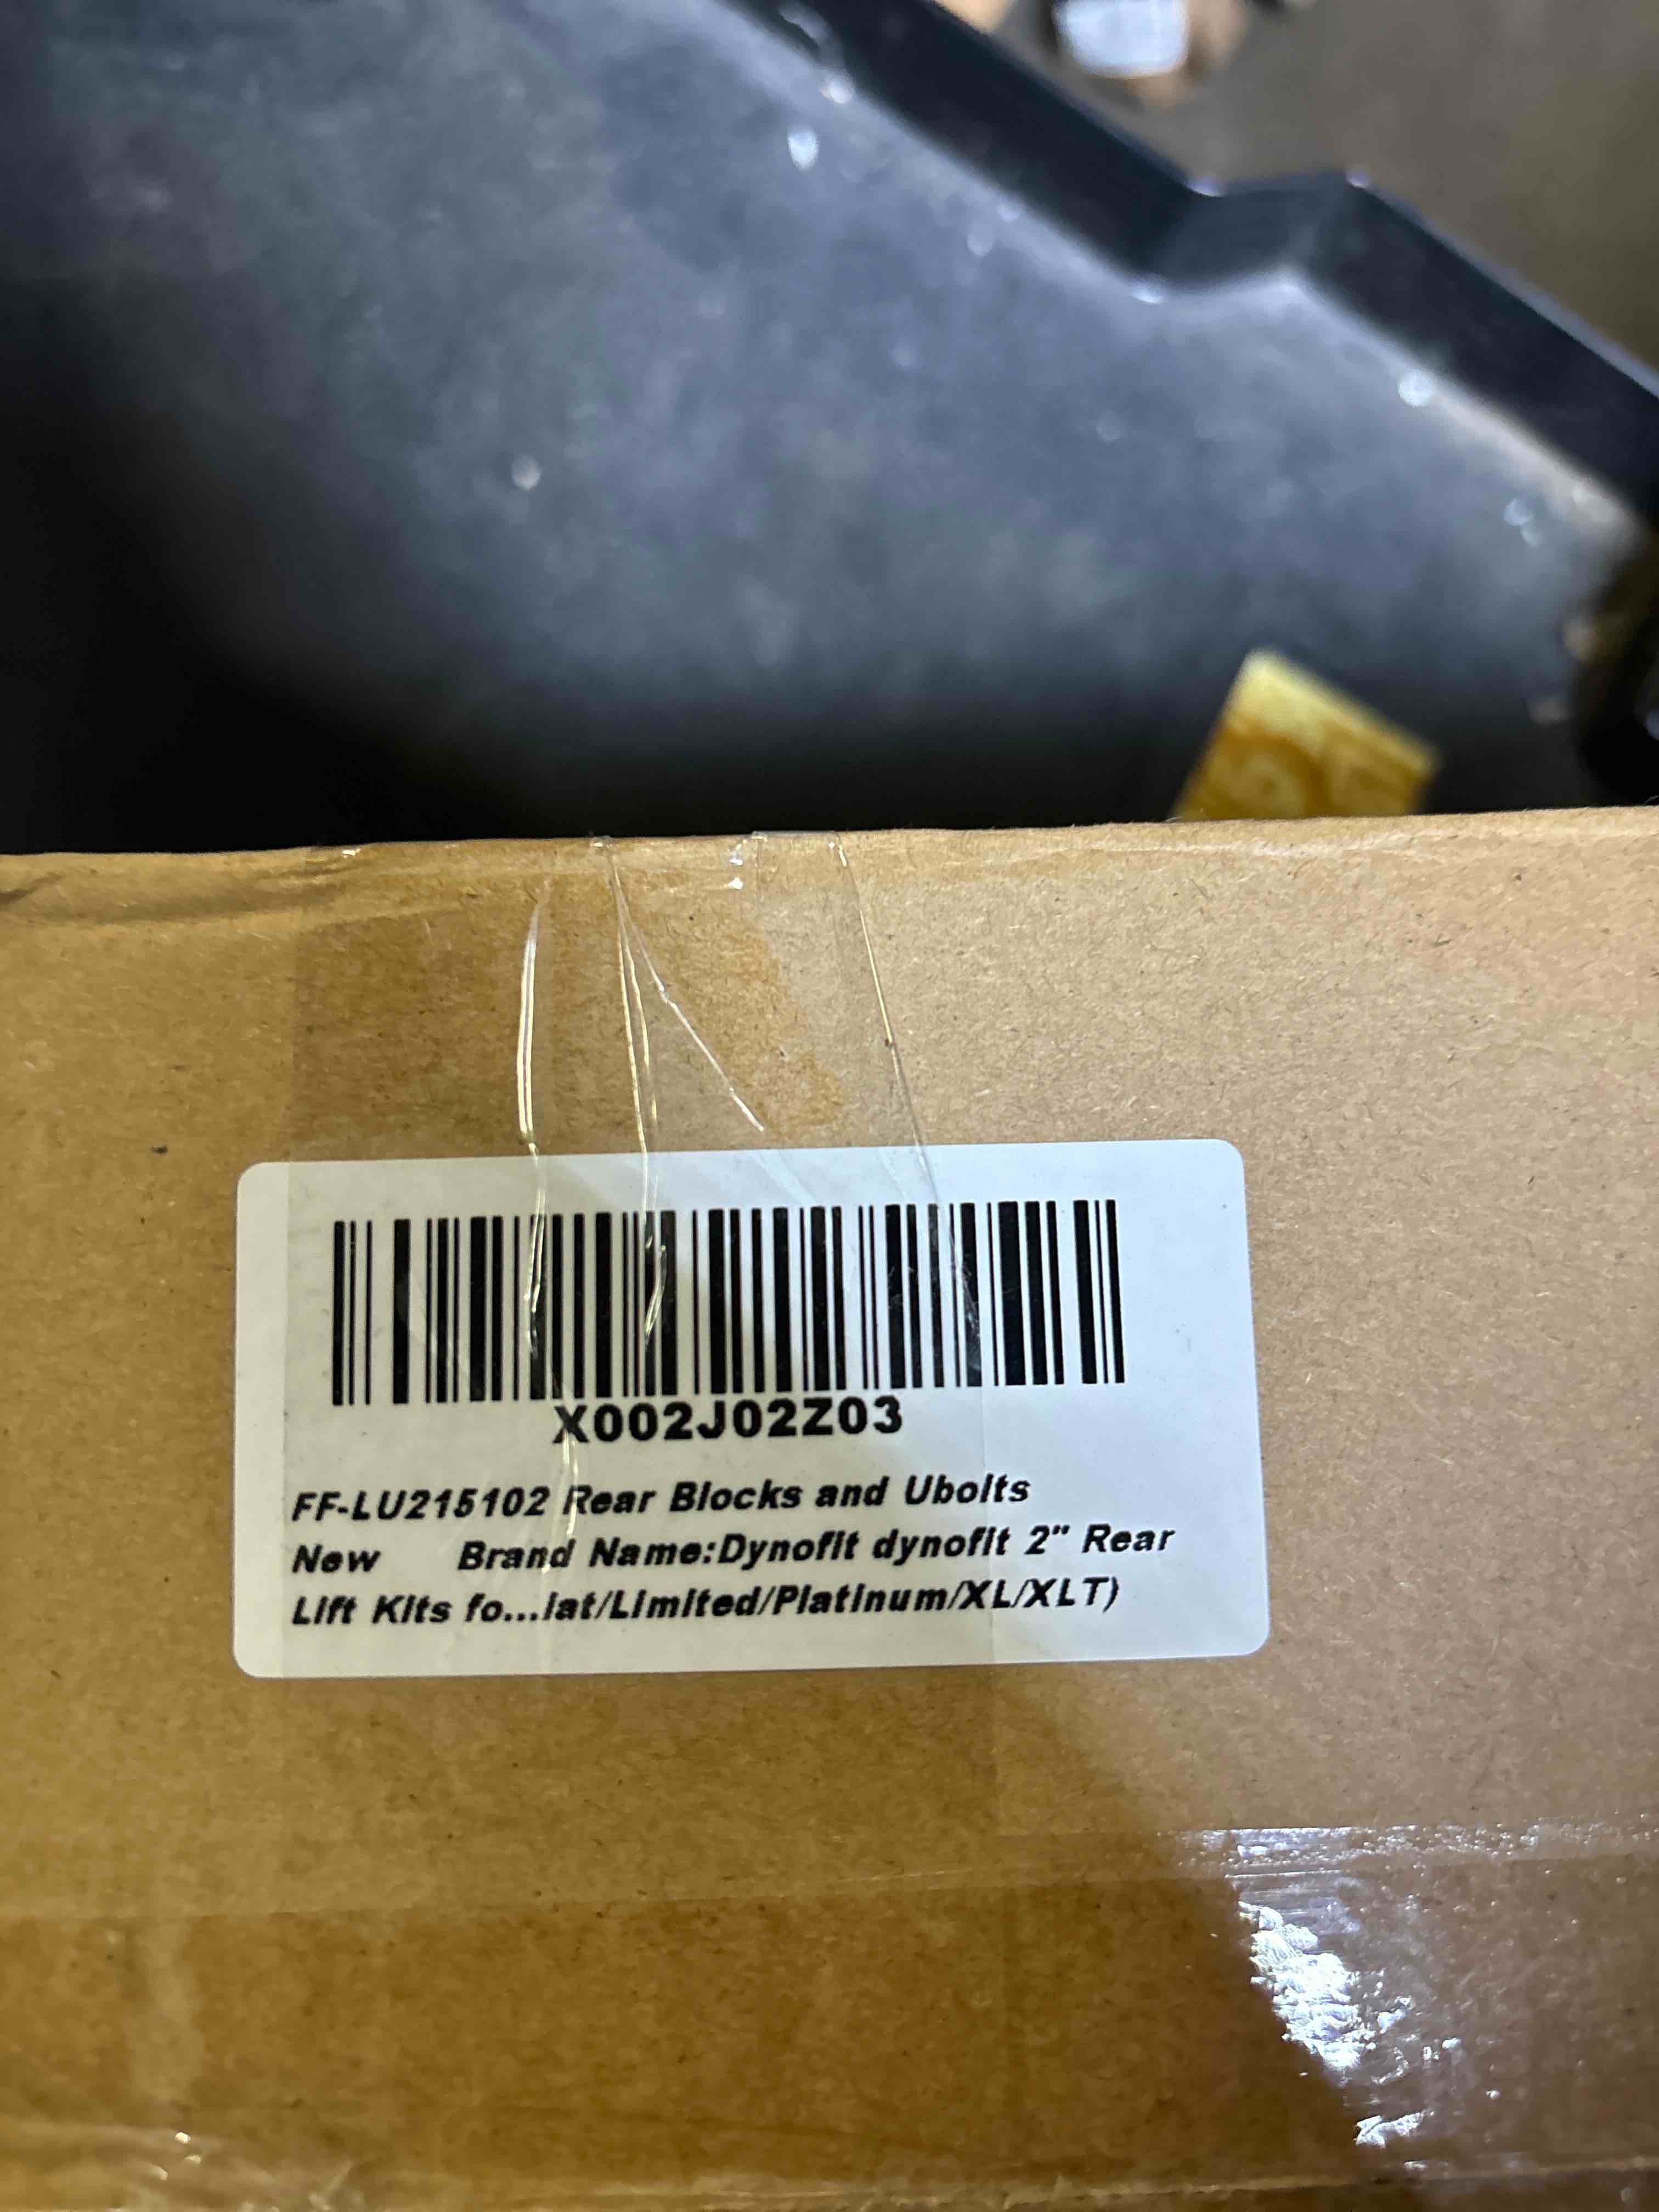 X002J02Z03
FF-LU215102 Rear Blocks and Ubolts
New Brand Name:Dynofit dynofit 2" Rear
Lift Kits fo...iat/Limited/Platinum/XL/XLT)